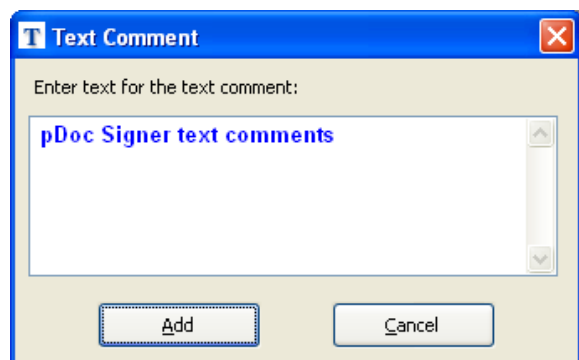 T Text Comment
Enter text for the text comment:
pDoc Signer text comments
Add
Cancel